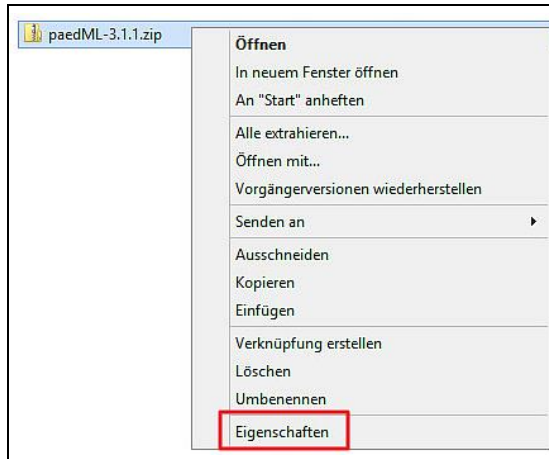 paedML-3.1.1.zip
Öffnen
In neuem Fenster öffnen
An "Start" anheften
Alle extrahieren...
Öffnen mit...
Vorgängerversionen wiederherstellen
Senden an
Ausschneiden
Kopieren
Einfügen
Verknüpfung erstellen
Löschen
Umbenennen
Eigenschaften